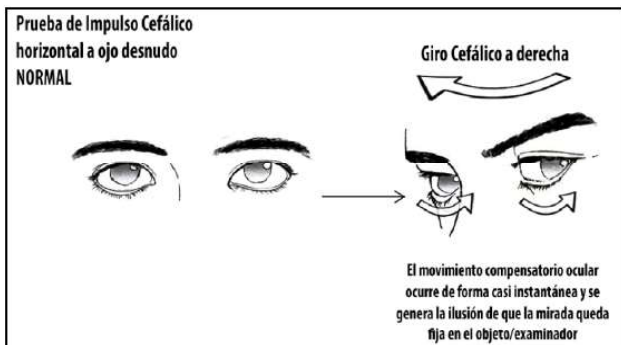 Prueba de Impulso Cefálico
horizontal a ojo desnudo
NORMAL
Giro Cefálico a derecha
El movimiento compensatorio ocular
ocurre de forma casi instantánea y se
genera la ilusión de que la mirada queda
fija en el objeto/examinador